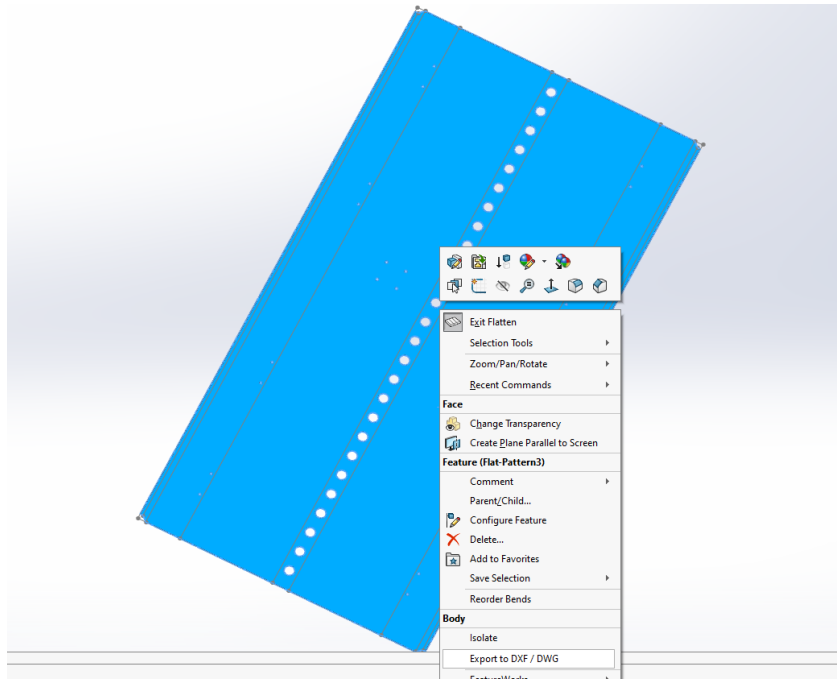 Exit Flatten
Selection Tools
Zoom/Pan/Rotate
Recent Commands
Face
Change Transparency
Create Plane Parallel to Screen
Feature (Flat-Pattern3)
Comment
Parent/Child...
Configure Feature
Delete...
Add to Favorites
Save Selection
Reorder Bends
Body
Isolate
Export to DXF / DWG
FeatureWorks